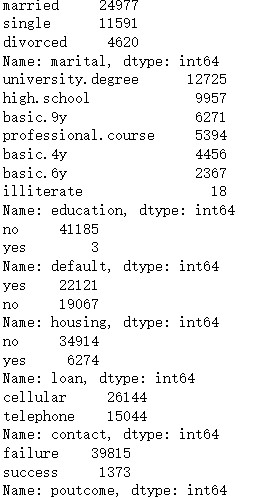 married     24977
single      11591
divorced     4620
Name: marital, dtype: int64
university.degree      12725
high.school             9957
basic.9y                6271
professional.course     5394
basic.4y                4456
basic.6y                2367
illiterate                18
Name: education, dtype: int64
no     41185
yes        3
Name: default, dtype: int64
yes    22121
no     19067
Name: housing, dtype: int64
no     34914
yes     6274
Name: loan, dtype: int64
cellular     26144
telephone    15044
Name: contact, dtype: int64
failure    39815
success     1373
Name: poutcome, dtype: int64